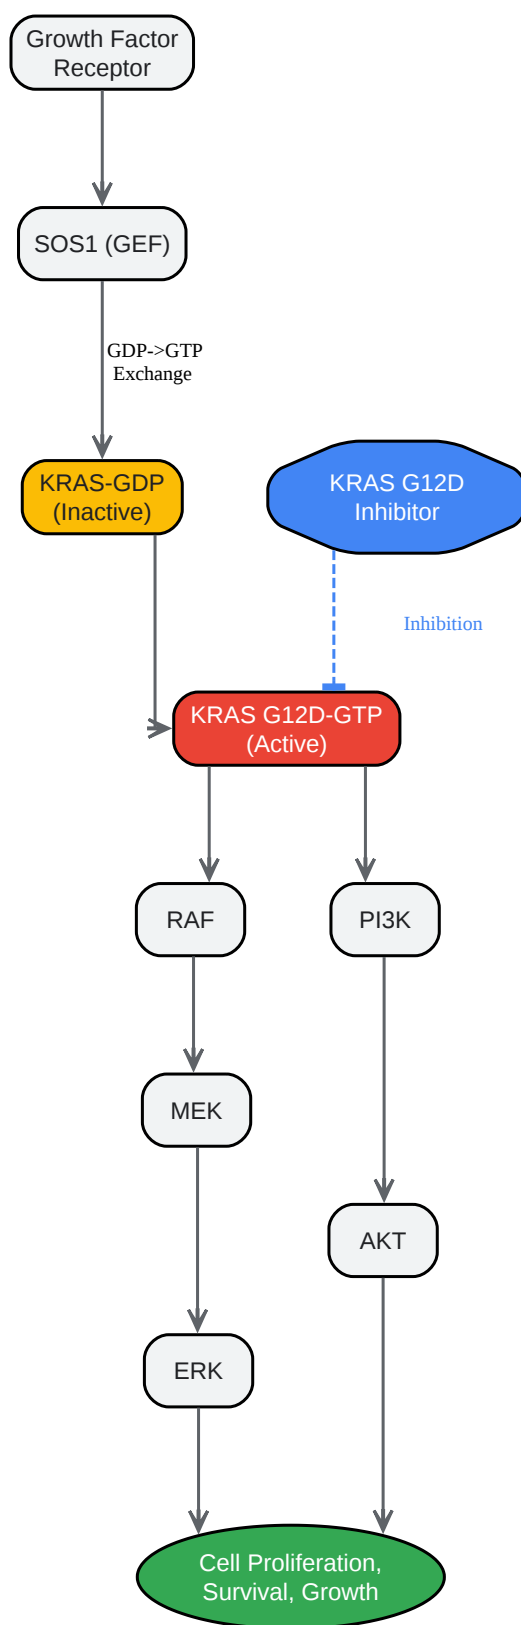 Growth Factor
Receptor
SOS1 (GEF)
GDP->GTP
Exchange
KRAS-GDP
(Inactive)
KRAS G12D
Inhibitor
Inhibition
KRAS G12D-GTP
(Active)
RAF
PI3K
MEK
AKT
ERK
Cell Proliferation,
Survival, Growth